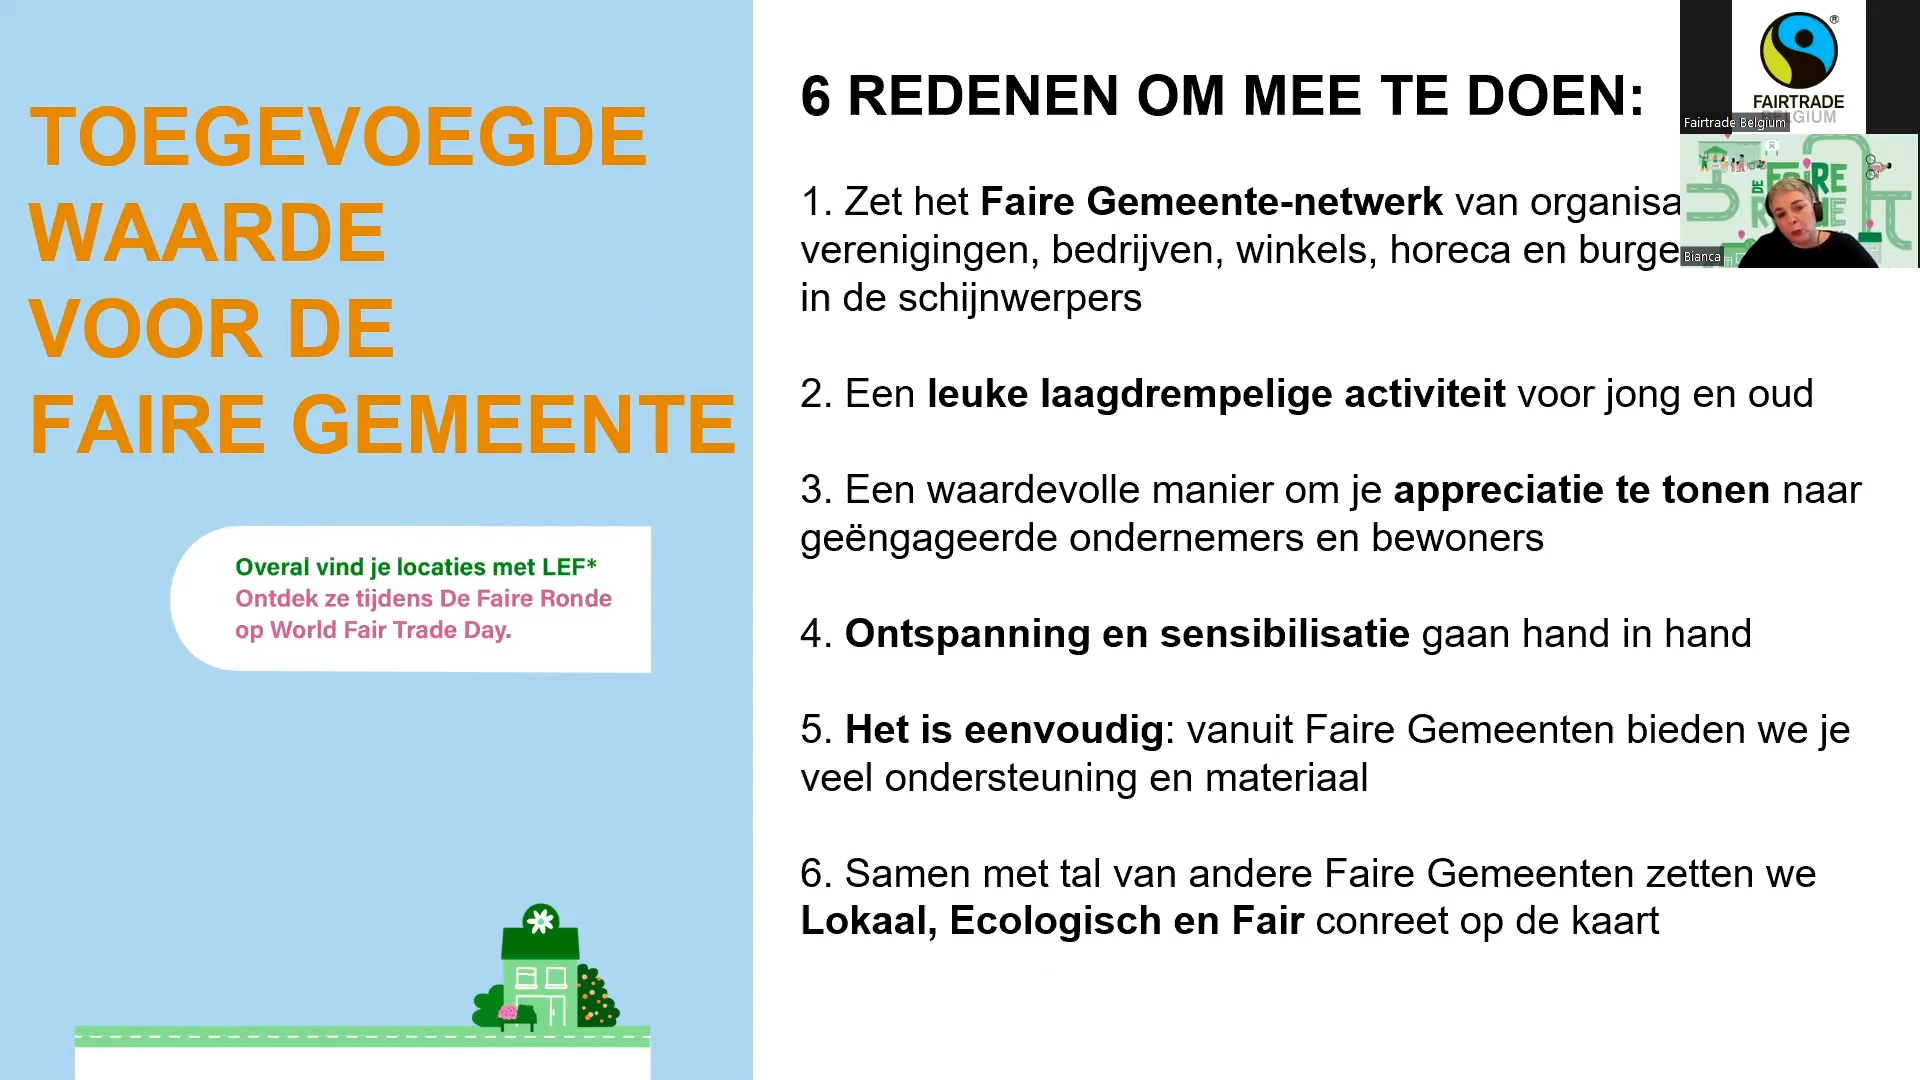 TOEGEVOEGDE
WAARDE
VOOR DE
FAIRE GEMEENTE
Overal vind je locaties met LEF*
Ontdek ze tijdens De Faire Ronde
op World Fair Trade Day.
6 REDENEN OM MEE TE DOEN:
1. Zet het Faire Gemeente-netwerk van
verenigingen, bedrijven, winkels, horeca en
in de schijnwerpers
2. Een leuke laagdrempelige activiteit voor jong en oud
3. Een waardevolle manier om je appreciatie te tonen naar
geëngageerde ondernemers en bewoners
4. Ontspanning en sensibilisatie gaan hand in hand
5. Het is eenvoudig: vanuit Faire Gemeenten bieden we je
veel ondersteuning en materiaal
6. Samen met tal van andere Faire Gemeenten zetten we
Lokaal, Ecologisch en Fair conreet op de kaart
®
FAIRTRADE
BELGIUM
Fairtrade Belgium
DE FAIRE
Bianca